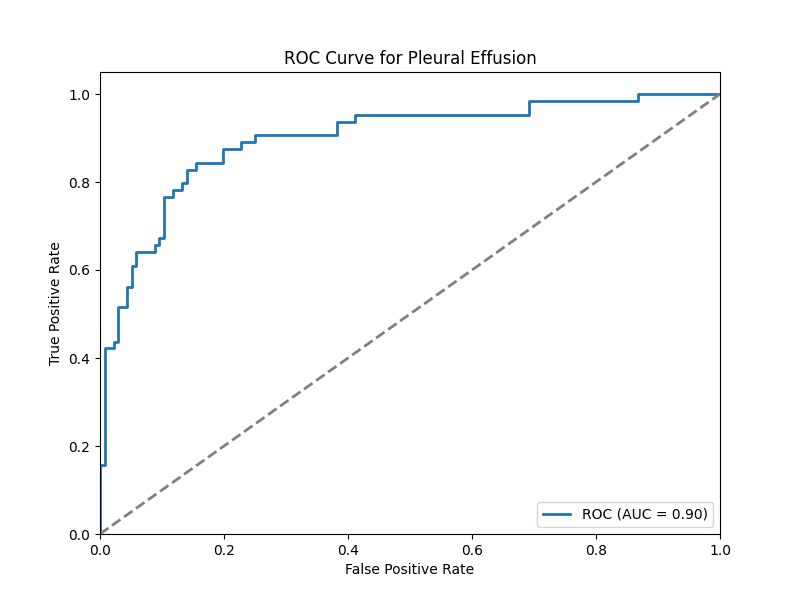 ROC Curve for Pleural Effusion
True Positive Rate
1.0
0.8
0.6
0.4
0.2
0.0
ROC (AUC = 0.90)
0.0 0.2 0.4 0.6 0.8 1.0
False Positive Rate